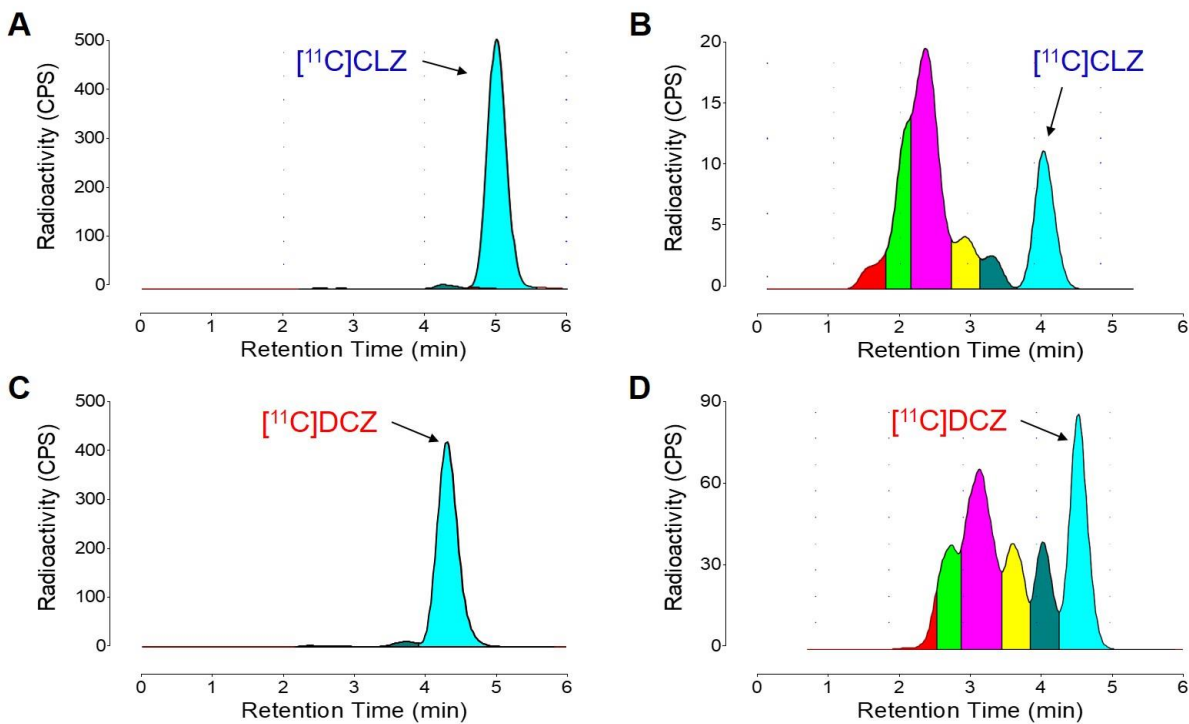 A
[¹¹C]CLZ
500
400
300
200
100
0
Radioactivity (CPS)
0 1 2 3 4 5 6
Retention Time (min)
B
[¹¹C]CLZ
20
15
10
5
0
Radioactivity (CPS)
0 1 2 3 4 5 6
Retention Time (min)
C
[¹¹C]DCZ
500
400
300
200
100
0
Radioactivity (CPS)
0 1 2 3 4 5 6
Retention Time (min)
D
[¹¹C]DCZ
90
60
30
0
Radioactivity (CPS)
0 1 2 3 4 5 6
Retention Time (min)